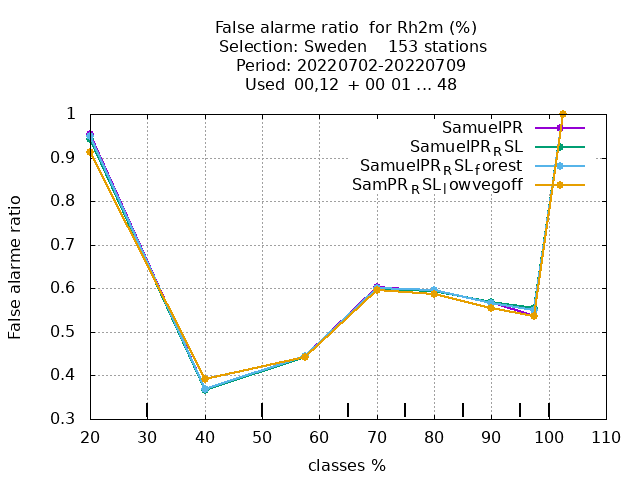 False alarme ratio  for Rh2m (%)
Selection: Sweden    153 stations
Period: 20220702-20220709
Used  00,12  + 00 01 ... 48
SamuelPR
SamuelPR_RSL
SamuelPR_RSL_forest
SamPR_RSL_lowvegoff
False alarme ratio
1
0.9
0.8
0.7
0.6
0.5
0.4
0.3
20 30 40 50 60 70 80 90 100 110
classes %